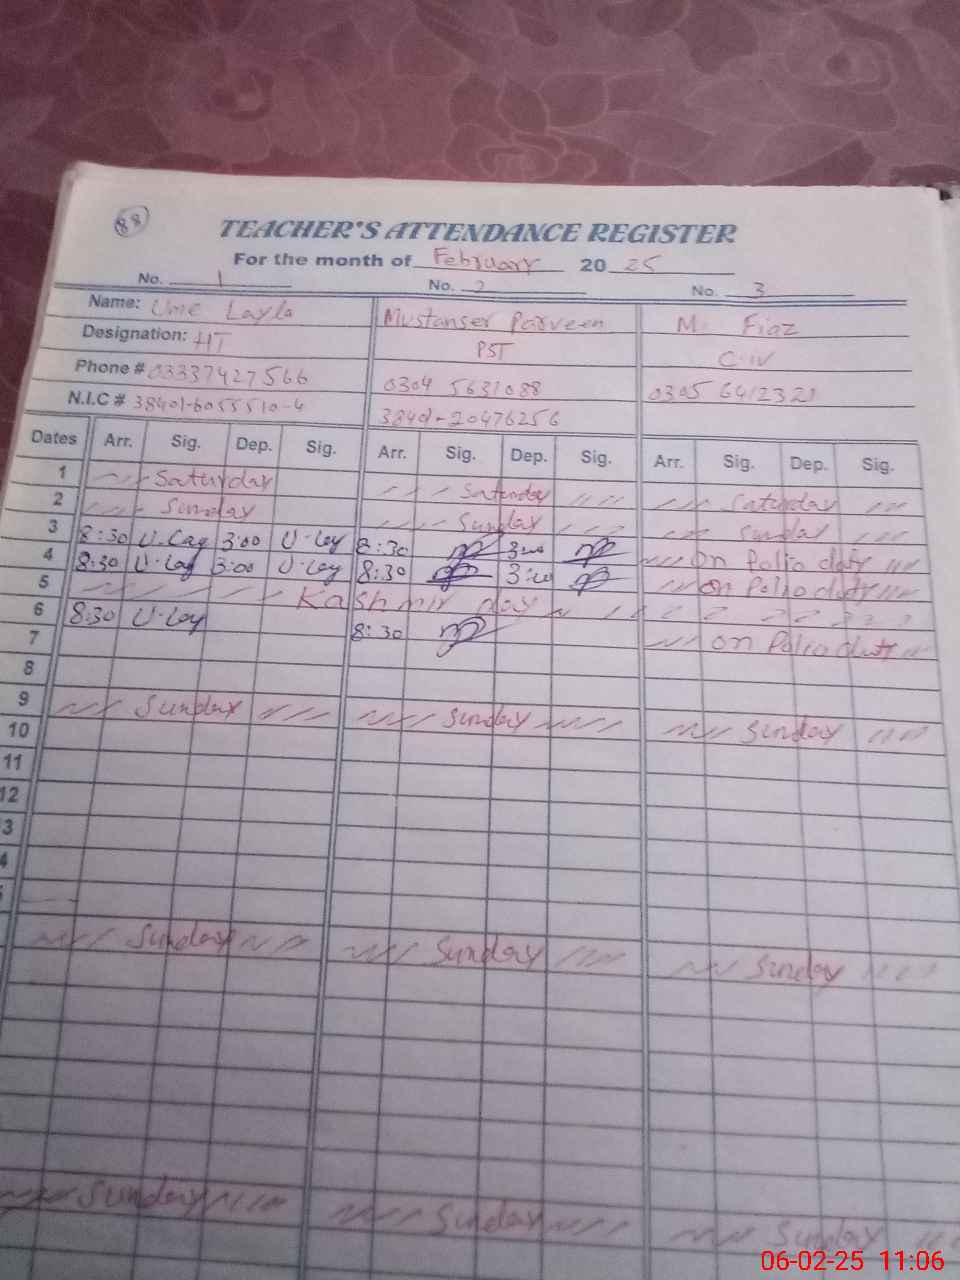 88
TEACHER'S ATTENDANCE REGISTER
For the month of February 20 25
No. 1 No. 2 No. 3
Name: Ume Layla Mustanser Parveen M. Fiaz
Designation: HT PST C-iv
Phone # 03337427566 0304 5631088 0305 6412321
N.I.C # 38401-6055510-4 38401-20476256
Dates Arr. Sig. Dep. Sig. Arr. Sig. Dep. Sig. Arr. Sig. Dep. Sig.
1 Saturday Saturday Saturday
2 Sunday Sunday Sunday
3 8:30 U-Lay 3:00 U-Lay 8:30 3:00 On Polio duty
4 8:30 U-Lay 3:00 U-Lay 8:30 3:00 On Polio duty
5 Kashmir day
6 8:30 U-Lay 8:30 On Polio duty
7
8
9 Sunday Sunday Sunday
10
11
12
3
4
Sunday Sunday Sunday
Sunday Sunday Sunday
06-02-25 11:06